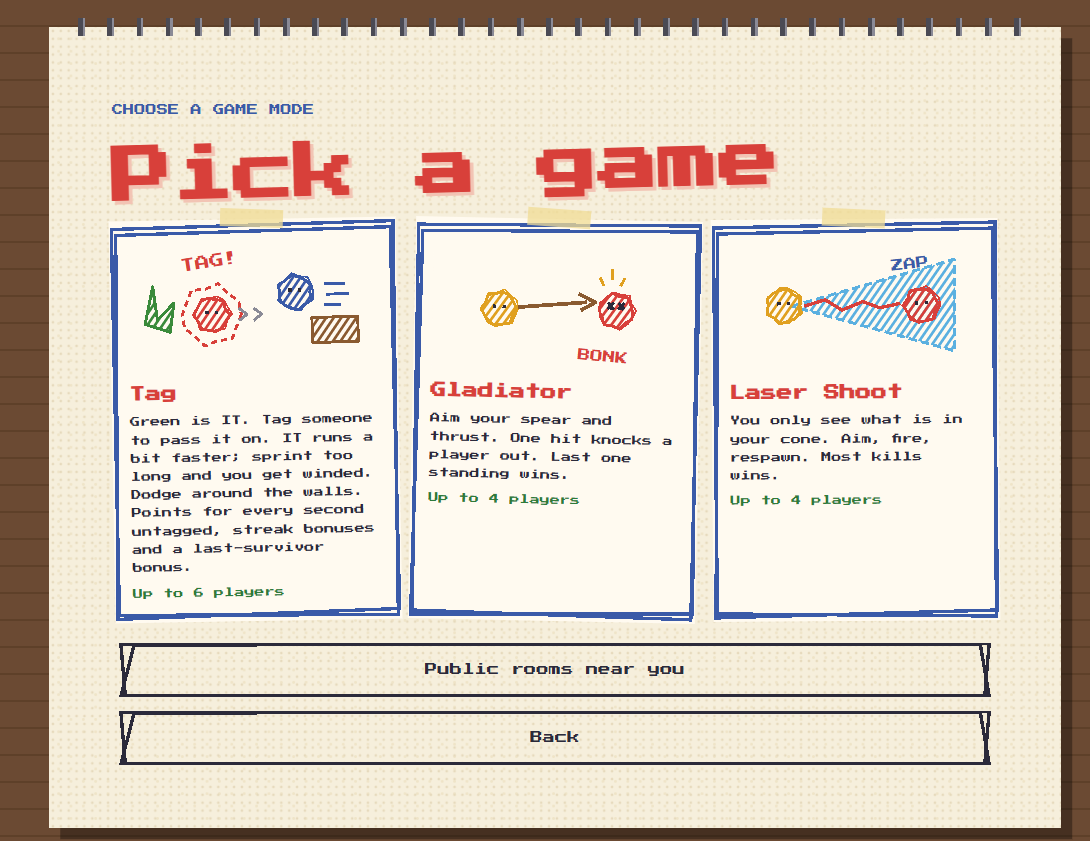 CHOOSE A GAME MODE
Pick a game
TAG!
Tag
Green is IT. Tag someone
to pass it on. IT runs a
bit faster; sprint too
long and you get winded.
Dodge around the walls.
Points for every second
untagged, streak bonuses
and a last-survivor
bonus.
Up to 6 players
BONK
Gladiator
Aim your spear and
thrust. One hit knocks a
player out. Last one
standing wins.
Up to 4 players
ZAP
Laser Shoot
You only see what is in
your cone. Aim, fire,
respawn. Most kills
wins.
Up to 4 players
Public rooms near you
Back